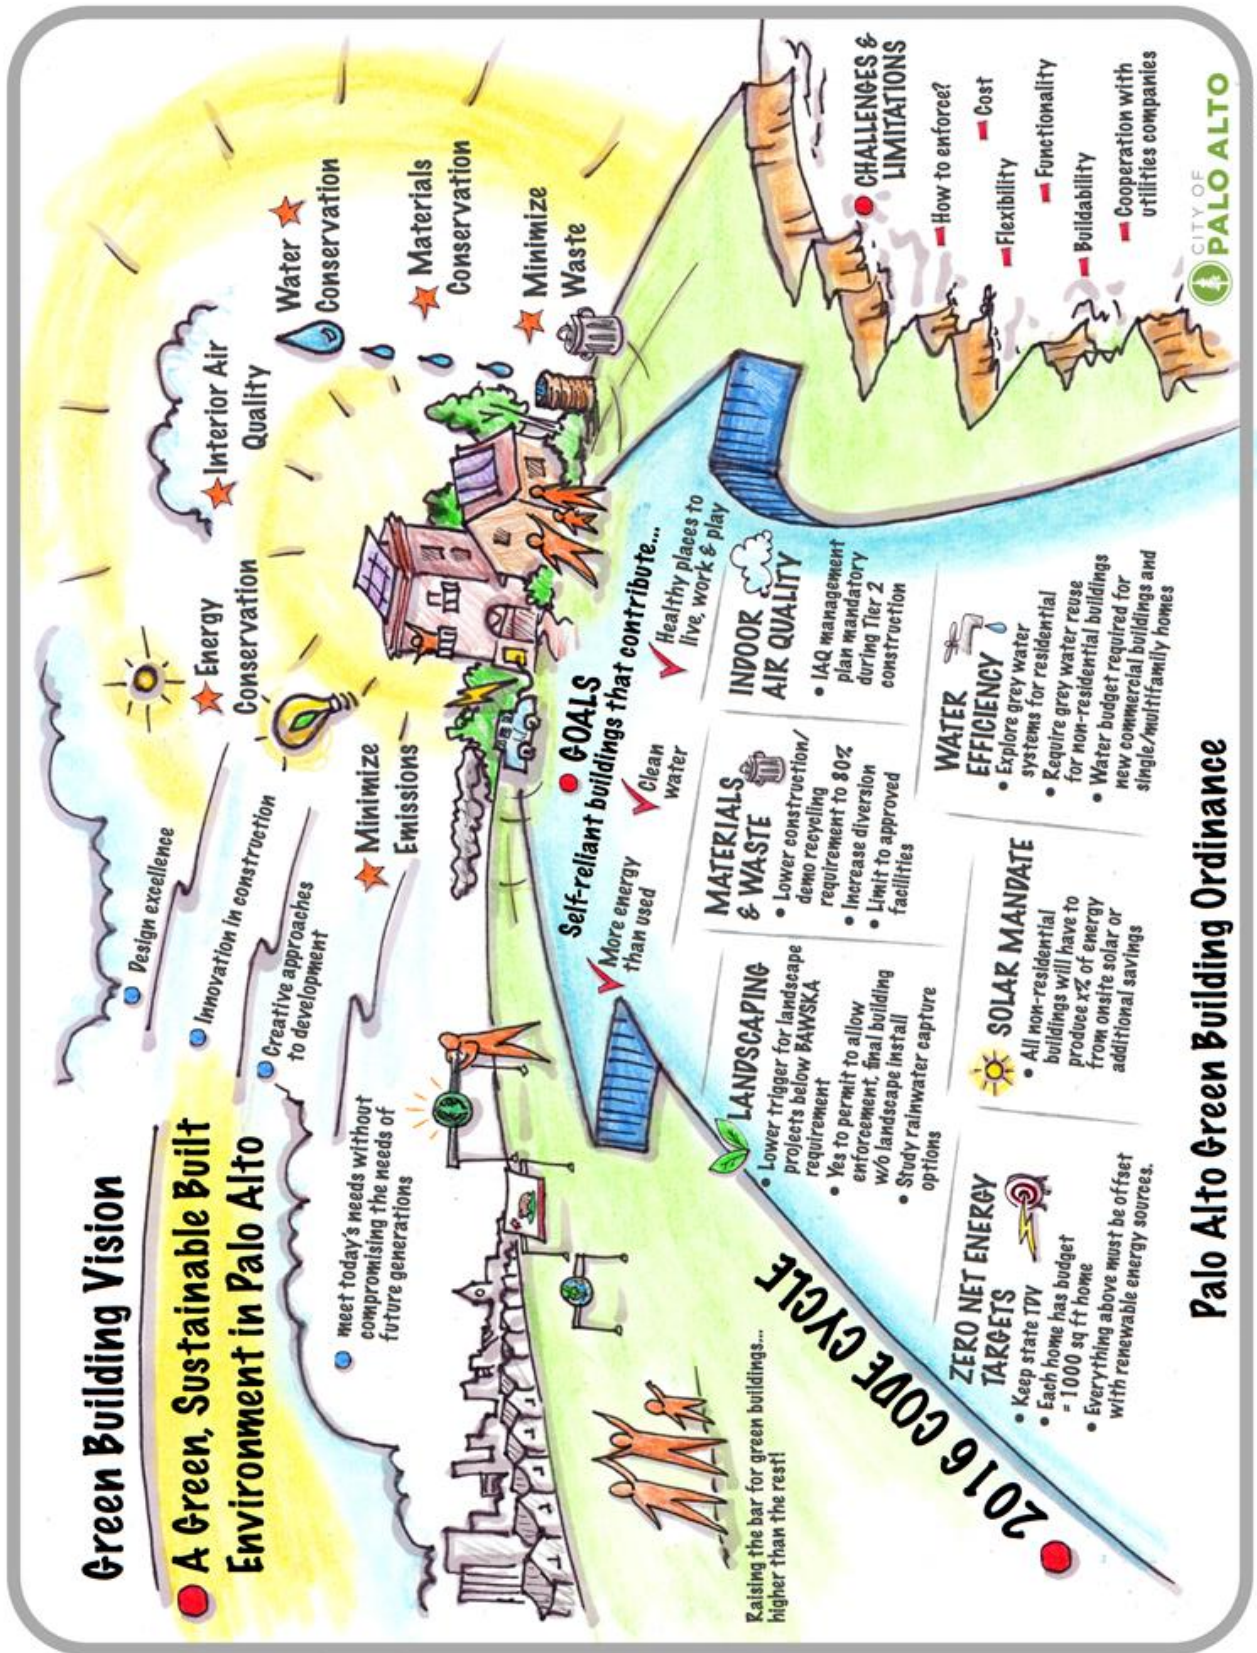 Green Building Vision
A Green, Sustainable Built
Environment in Palo Alto
meet today's needs without
compromising the needs of
future generations
Design excellence
Innovation in construction
Creative approaches
to development
Minimize
Emissions
Energy
Conservation
Interior Air
Quality
Water
Conservation
Materials
Conservation
Minimize
Waste
Raising the bar for green buildings...
higher than the rest!
GOALS
Self-reliant buildings that contribute...
More energy
than used
Clean
water
Healthy places to
live, work & play
2016 CODE CYCLE
LANDSCAPING
Lower trigger for landscape
projects below BAWSKA
requirement
Yes to permit to allow
enforcement, final building
w/o landscape install
Study rainwater capture
options
MATERIALS
& WASTE
Lower construction/
demo recycling
requirement to 80%
Increase diversion
Limit to approved
facilities
INDOOR
AIR QUALITY
IAQ management
plan mandatory
during Tier 2
construction
ZERO NET ENERGY
TARGETS
Keep state TDV
Each home has budget
= 1000 sq ft home
Everything above must be offset
with renewable energy sources.
SOLAR MANDATE
All non-residential
buildings will have to
produce x% of energy
from onsite solar or
additional savings
WATER
EFFICIENCY
Explore grey water
systems for residential
Require grey water reuse
for non-residential buildings
Water budget required for
new commercial buildings and
single/multifamily homes
CHALLENGES &
LIMITATIONS
How to enforce?
Cost
Flexibility
Functionality
Buildability
Cooperation with
utilities companies
Palo Alto Green Building Ordinance
CITY OF
PALO ALTO